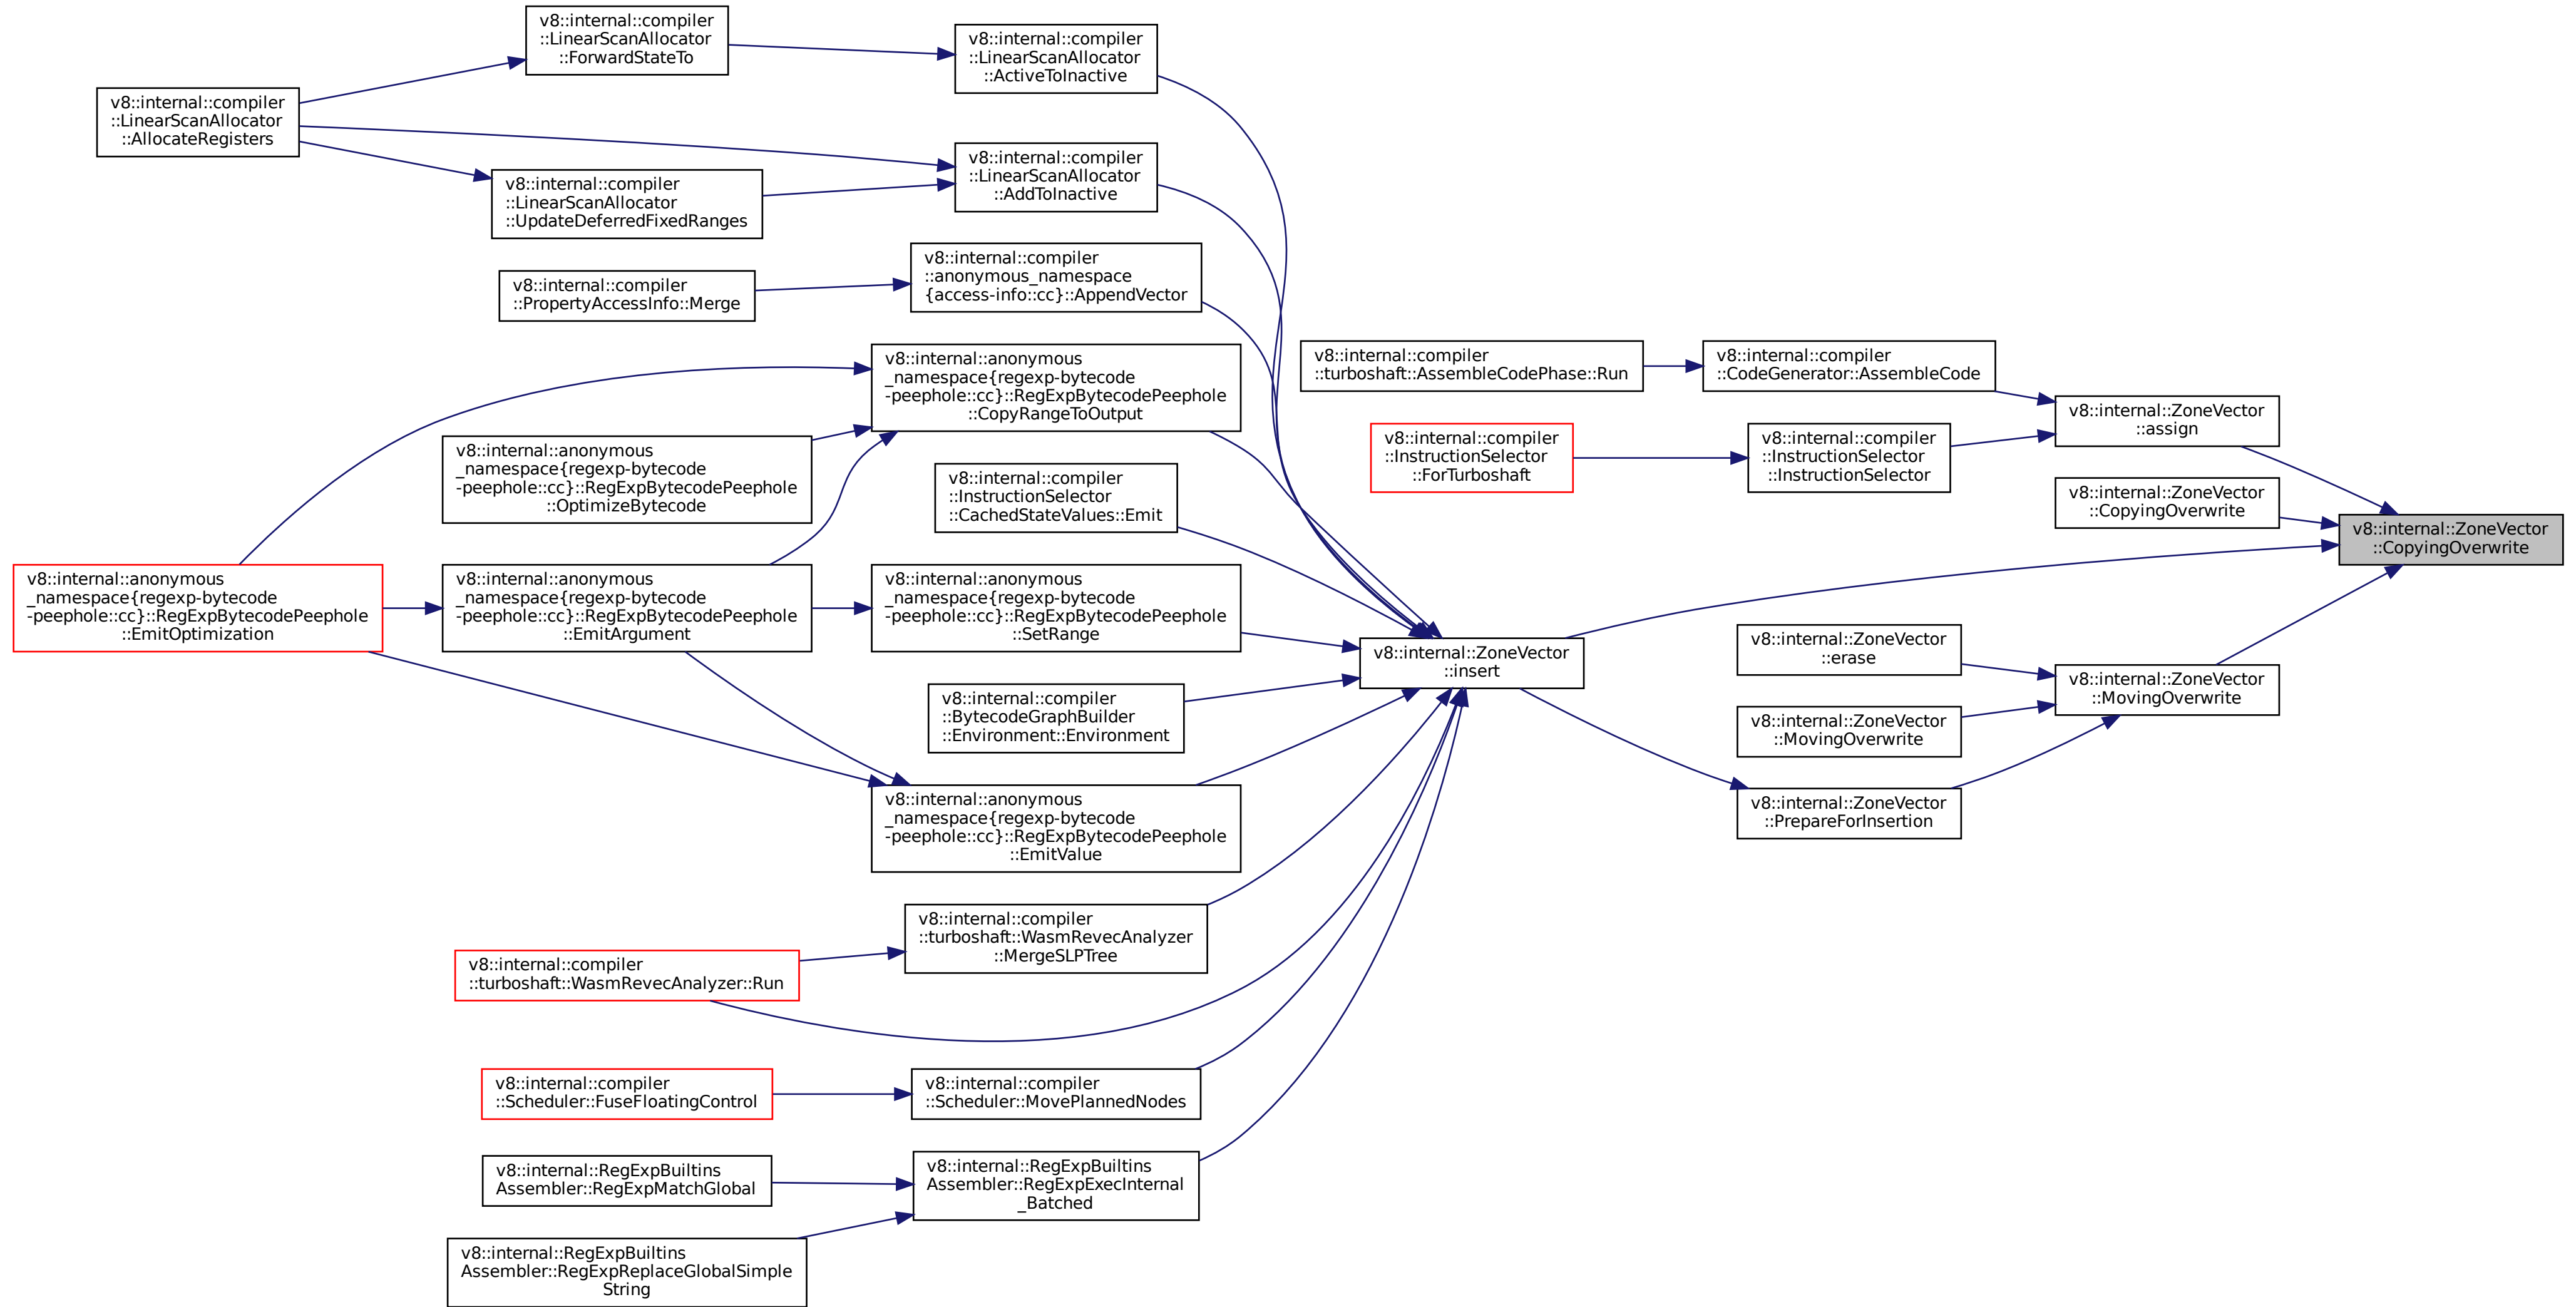 v8::internal::compiler
::LinearScanAllocator
::ForwardStateTo
v8::internal::compiler
::LinearScanAllocator
::ActiveToInactive
v8::internal::compiler
::LinearScanAllocator
::AllocateRegisters
v8::internal::compiler
::LinearScanAllocator
::AddToInactive
v8::internal::compiler
::LinearScanAllocator
::UpdateDeferredFixedRanges
v8::internal::compiler
::anonymous_namespace
{access-info::cc}::AppendVector
v8::internal::compiler
::PropertyAccessInfo::Merge
v8::internal::anonymous
_namespace{regexp-bytecode
-peephole::cc}::RegExpBytecodePeephole
::CopyRangeToOutput
v8::internal::compiler
::turboshaft::AssembleCodePhase::Run
v8::internal::compiler
::CodeGenerator::AssembleCode
v8::internal::ZoneVector
::assign
v8::internal::anonymous
_namespace{regexp-bytecode
-peephole::cc}::RegExpBytecodePeephole
::OptimizeBytecode
v8::internal::compiler
::InstructionSelector
::CachedStateValues::Emit
v8::internal::compiler
::InstructionSelector
::ForTurboshaft
v8::internal::compiler
::InstructionSelector
::InstructionSelector
v8::internal::ZoneVector
::CopyingOverwrite
v8::internal::ZoneVector
::CopyingOverwrite
v8::internal::anonymous
_namespace{regexp-bytecode
-peephole::cc}::RegExpBytecodePeephole
::EmitOptimization
v8::internal::anonymous
_namespace{regexp-bytecode
-peephole::cc}::RegExpBytecodePeephole
::EmitArgument
v8::internal::anonymous
_namespace{regexp-bytecode
-peephole::cc}::RegExpBytecodePeephole
::SetRange
v8::internal::ZoneVector
::insert
v8::internal::ZoneVector
::erase
v8::internal::ZoneVector
::MovingOverwrite
v8::internal::compiler
::BytecodeGraphBuilder
::Environment::Environment
v8::internal::ZoneVector
::MovingOverwrite
v8::internal::anonymous
_namespace{regexp-bytecode
-peephole::cc}::RegExpBytecodePeephole
::EmitValue
v8::internal::ZoneVector
::PrepareForInsertion
v8::internal::compiler
::turboshaft::WasmRevecAnalyzer
::MergeSLPTree
v8::internal::compiler
::turboshaft::WasmRevecAnalyzer::Run
v8::internal::compiler
::Scheduler::FuseFloatingControl
v8::internal::compiler
::Scheduler::MovePlannedNodes
v8::internal::RegExpBuiltins
Assembler::RegExpMatchGlobal
v8::internal::RegExpBuiltins
Assembler::RegExpExecInternal
_Batched
v8::internal::RegExpBuiltins
Assembler::RegExpReplaceGlobalSimple
String